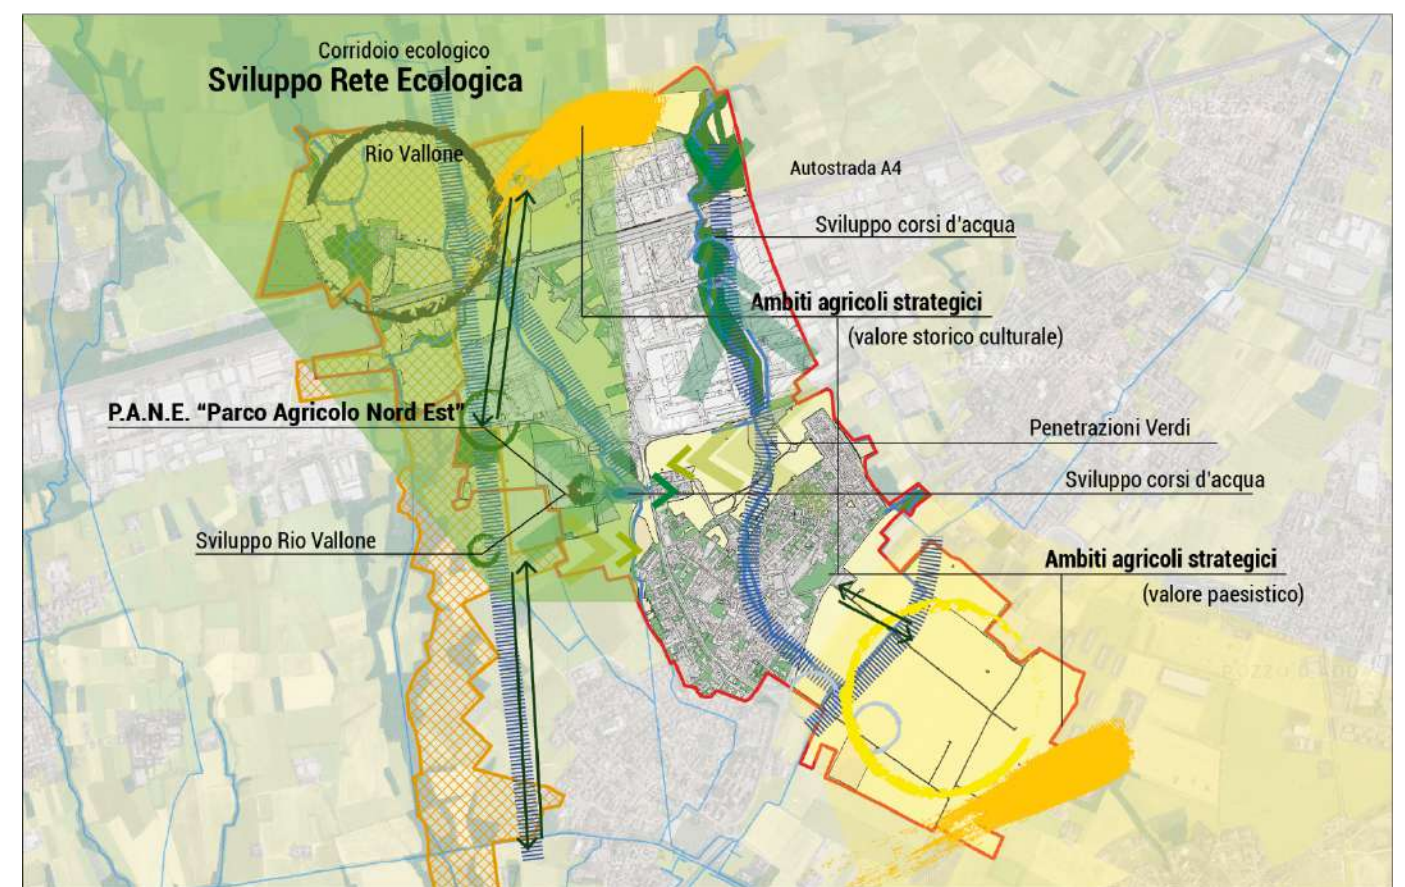 Corridoio ecologico
Sviluppo Rete Ecologica
Rio Vallone
Autostrada A4
Sviluppo corsi d'acqua
Ambiti agricoli strategici
(valore storico culturale)
P.A.N.E. “Parco Agricolo Nord Est”
Penetrazioni Verdi
Sviluppo corsi d'acqua
Sviluppo Rio Vallone
Ambiti agricoli strategici
(valore paesistico)